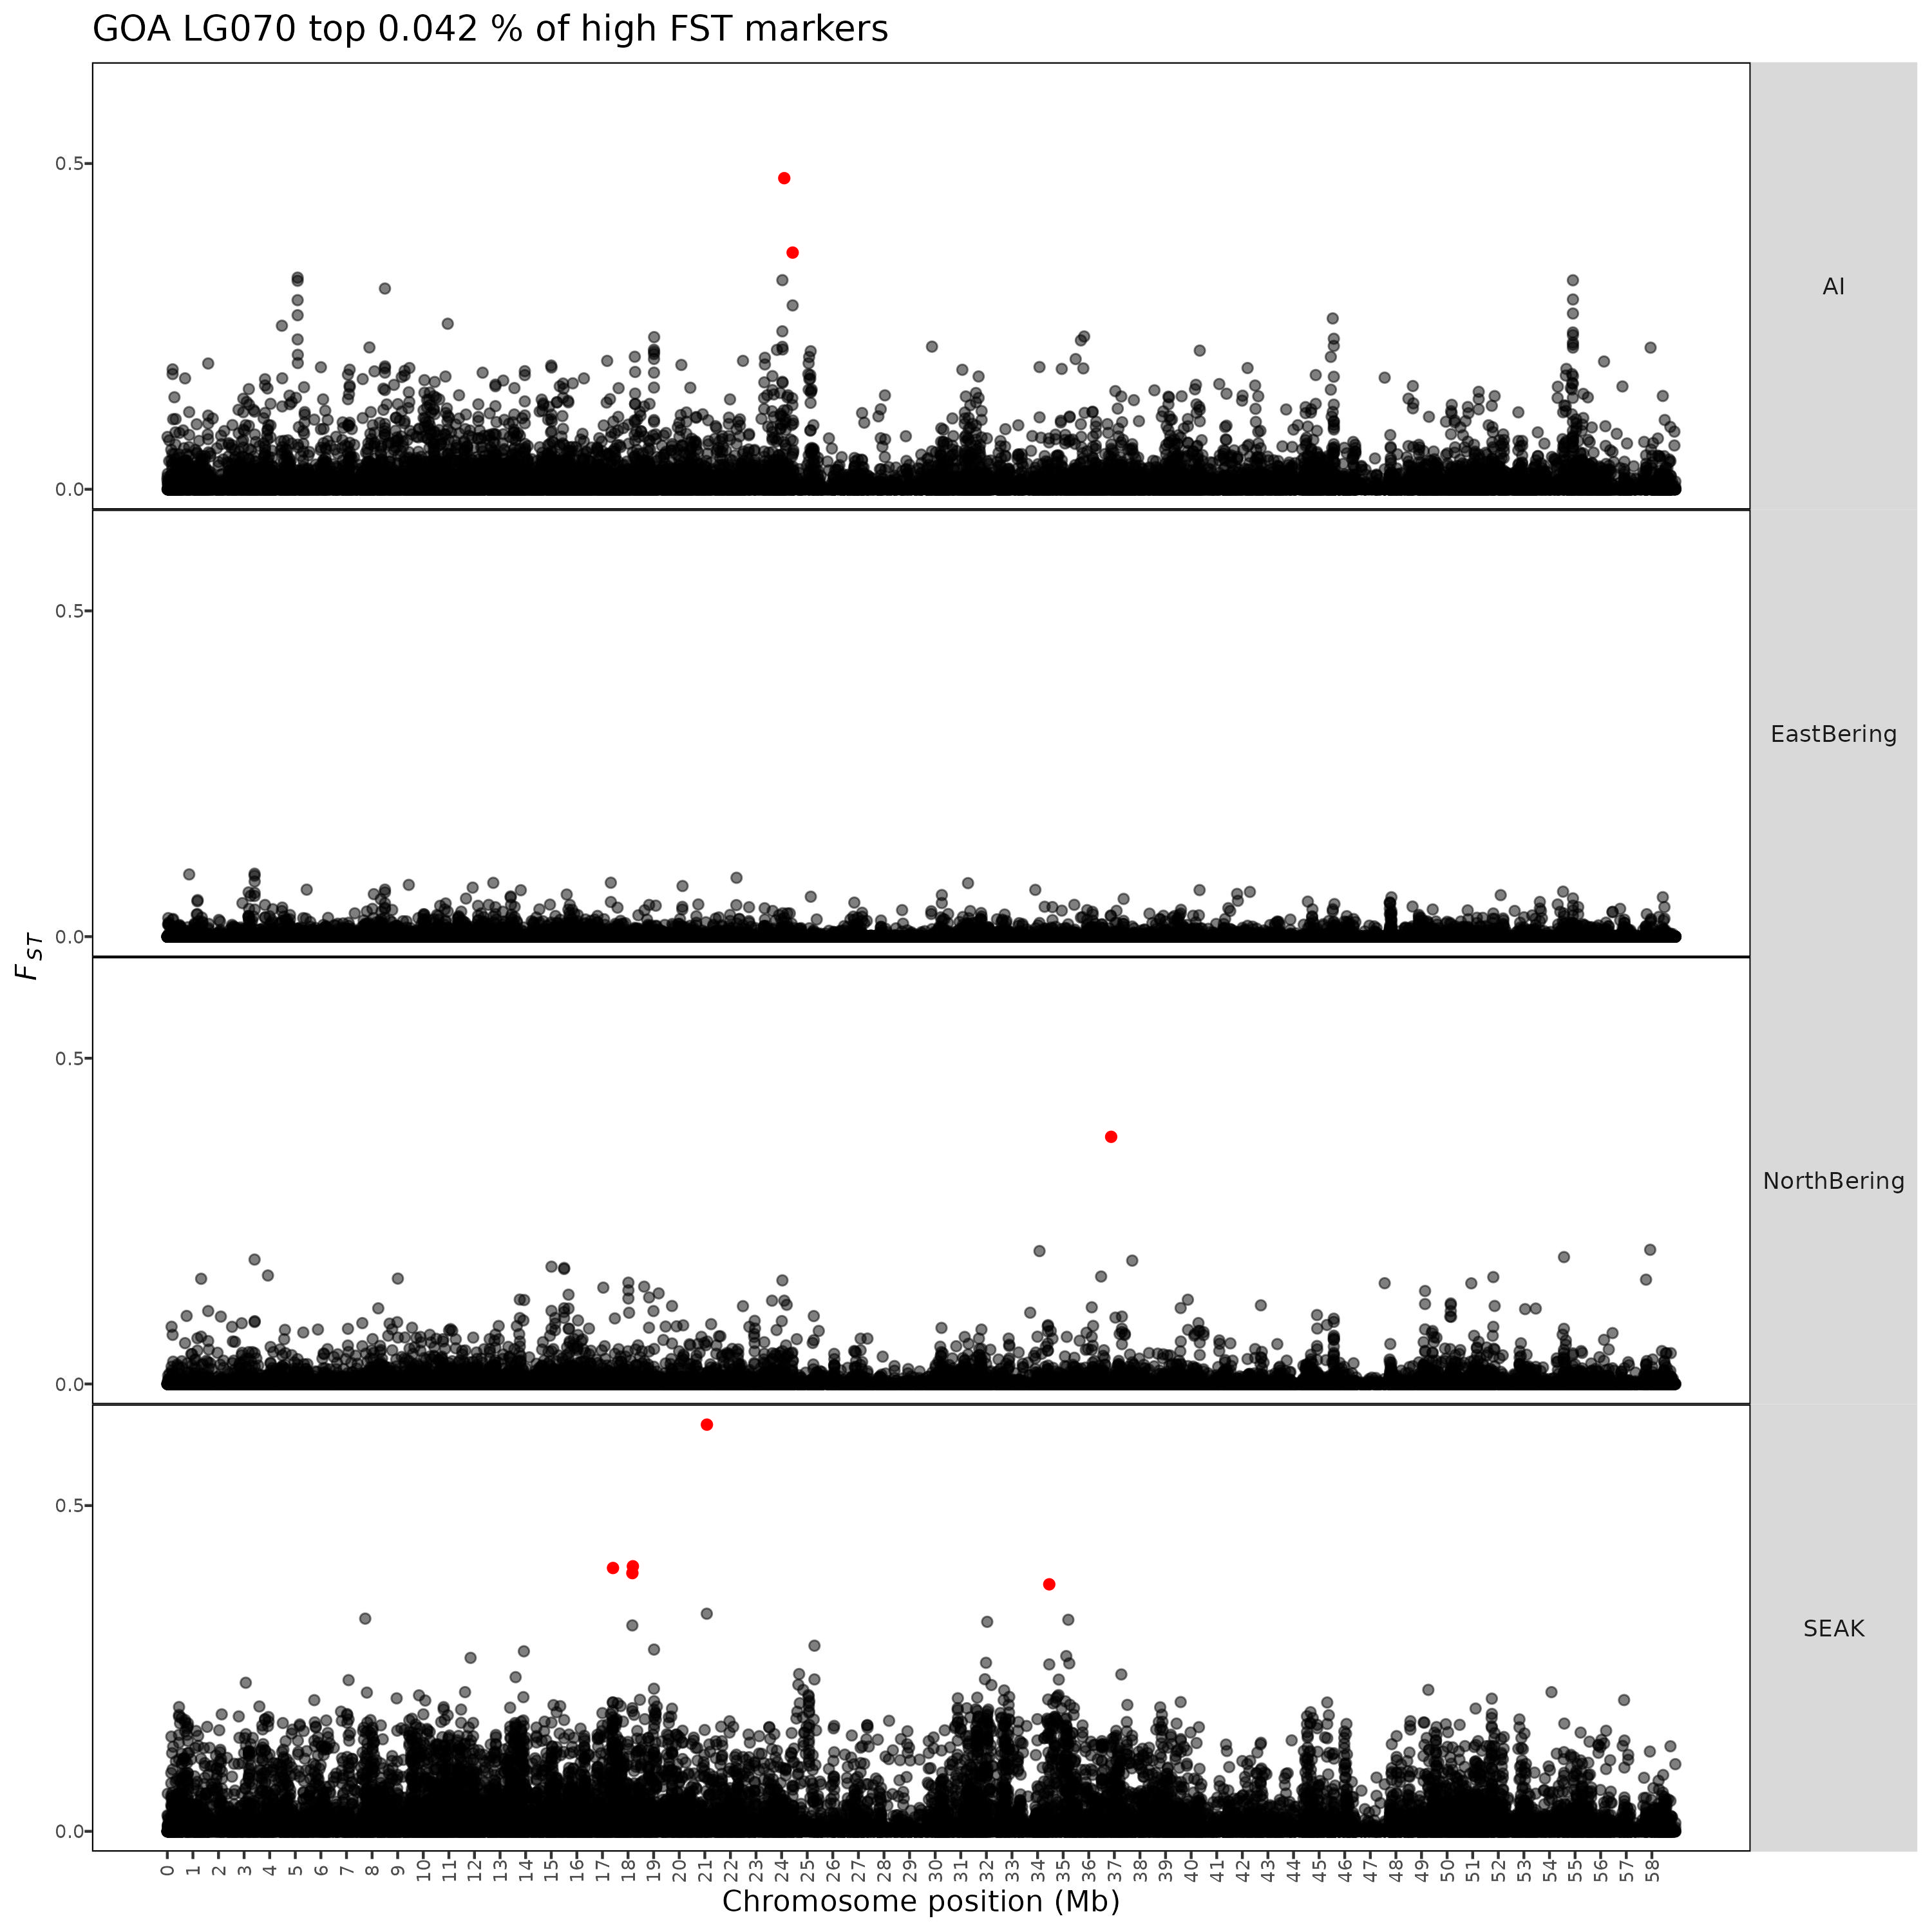 GOA LG070 top 0.042 % of high FST markers
0.5
0.0
AI
0.5
0.0
EastBering
FST
0.5
0.0
NorthBering
0.5
0.0
SEAK
0 1 2 3 4 5 6 7 8 9 10 11 12 13 14 15 16 17 18 19 20 21 22 23 24 25 26 27 28 29 30 31 32 33 34 35 36 37 38 39 40 41 42 43 44 45 46 47 48 49 50 51 52 53 54 55 56 57 58
Chromosome position (Mb)